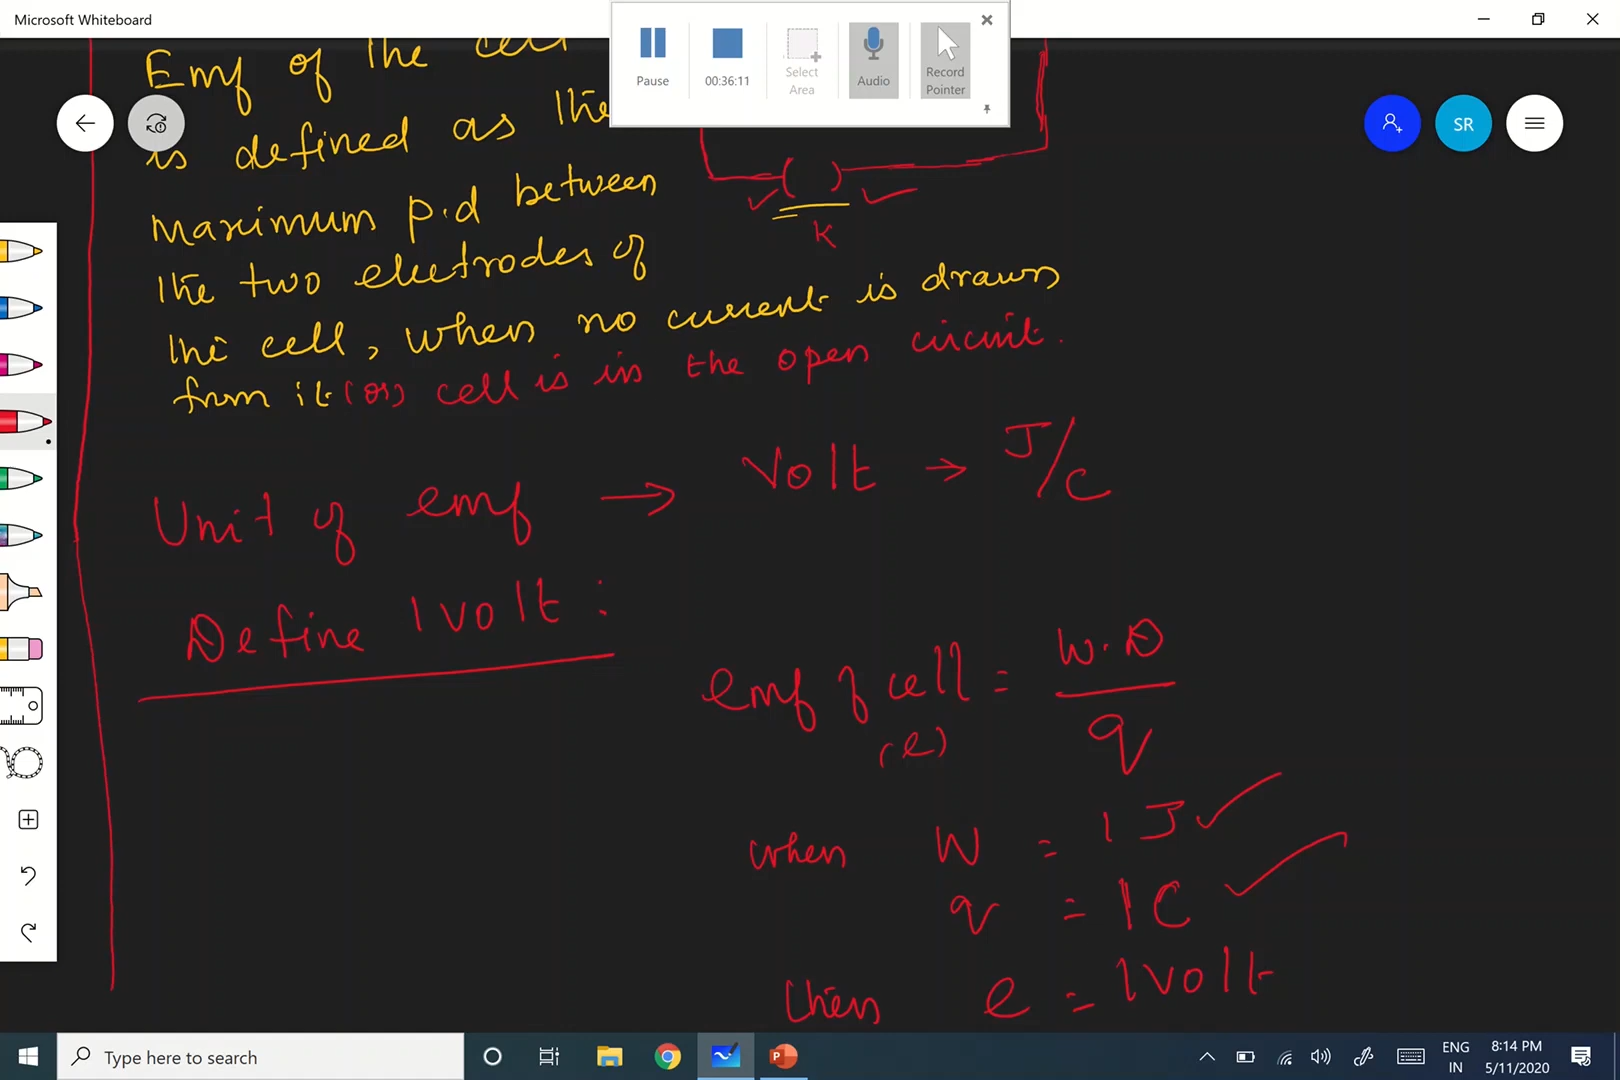 Microsoft Whiteboard
Pause
00:36:11
Select
Area
Audio
Record
Pointer
SR
Emf of the cell
is defined as the
Maximum p.d between
the two electrodes of
the cell, when no current is drawn
from it (or) cell is in the open circuit.
K
Unit of emf → Volt → J/C
Define 1 Volt :
emf of cell = W.D
(e) q
when W = 1 J
q = 1 C
then e = 1 Volt
Type here to search
ENG
IN
8:14 PM
5/11/2020